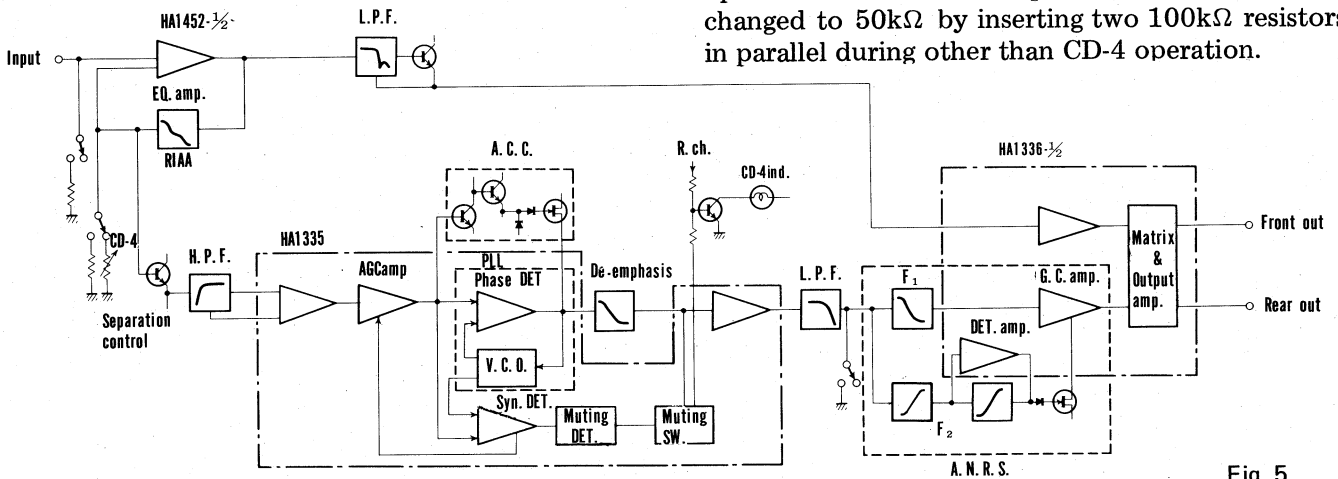 changed to 50kΩ by inserting two 100kΩ resistors
in parallel during other than CD-4 operation.
HA1452-½-
L.P.F.
Input
EQ. amp.
RIAA
A.C.C.
R. ch.
CD-4ind.
HA1336-½
CD-4
H.P.F.
HA1335
AGCamp
PLL
Phase DET
De-emphasis
L.P.F.
F1
G.C. amp.
Matrix
&
Output
amp.
Front out
Rear out
Separation
control
V.C.O.
DET. amp.
Syn. DET.
Muting
DET.
Muting
SW.
F2
A.N.R.S.
Fig. 5